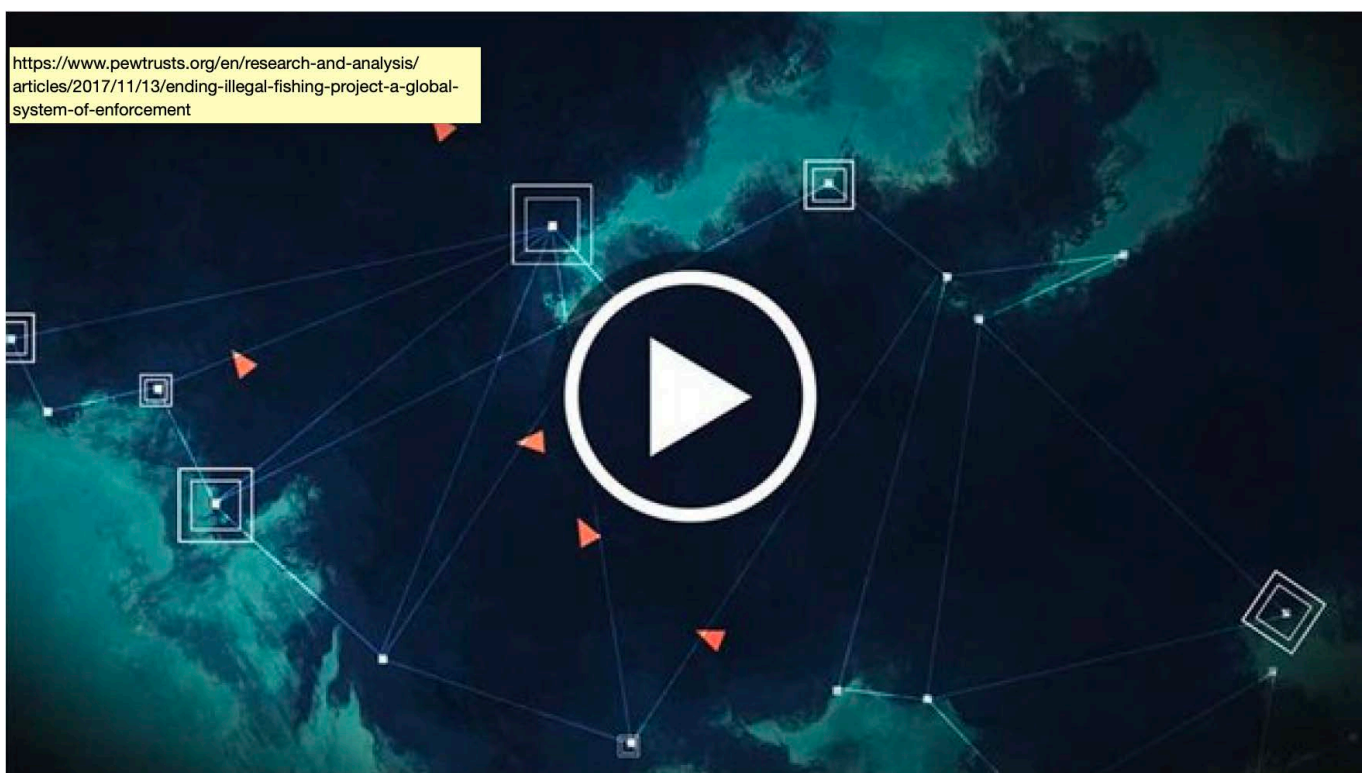 https://www.pewtrusts.org/en/research-and-analysis/
articles/2017/11/13/ending-illegal-fishing-project-a-global-
system-of-enforcement